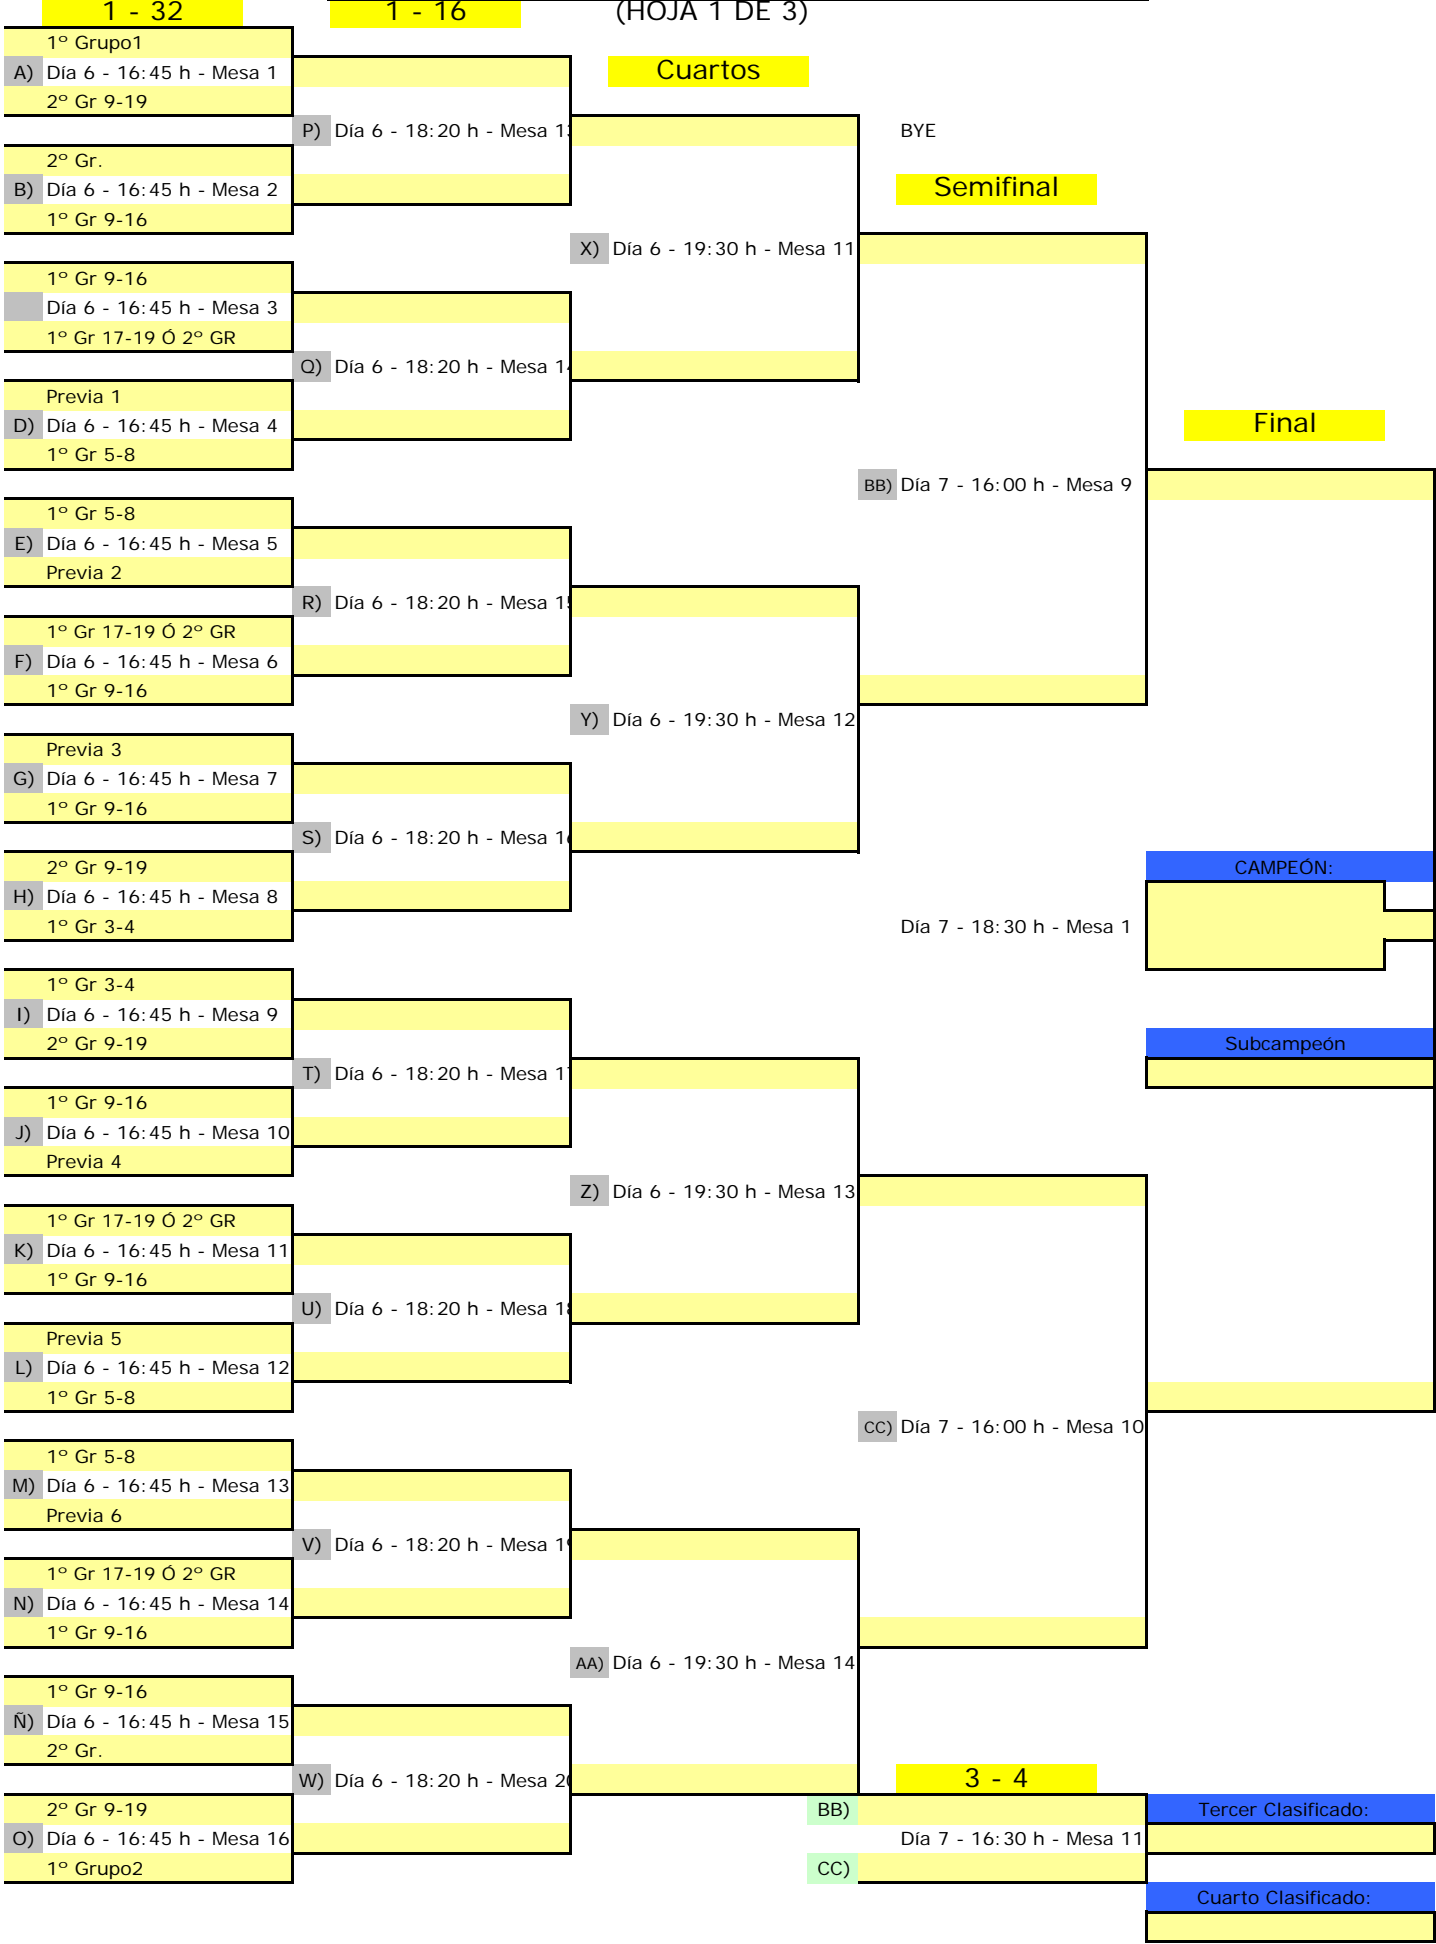 1 - 32
1 - 16
(HOJA 1 DE 3)
1º Grupo1
A) Día 6 - 16:45 h - Mesa 1
2º Gr 9-19
Cuartos
P) Día 6 - 18:20 h - Mesa 13
BYE
2º Gr.
B) Día 6 - 16:45 h - Mesa 2
1º Gr 9-16
Semifinal
X) Día 6 - 19:30 h - Mesa 11
1º Gr 9-16
Día 6 - 16:45 h - Mesa 3
1º Gr 17-19 Ó 2º GR
Q) Día 6 - 18:20 h - Mesa 14
Previa 1
D) Día 6 - 16:45 h - Mesa 4
1º Gr 5-8
Final
BB) Día 7 - 16:00 h - Mesa 9
1º Gr 5-8
E) Día 6 - 16:45 h - Mesa 5
Previa 2
R) Día 6 - 18:20 h - Mesa 15
1º Gr 17-19 Ó 2º GR
F) Día 6 - 16:45 h - Mesa 6
1º Gr 9-16
Y) Día 6 - 19:30 h - Mesa 12
Previa 3
G) Día 6 - 16:45 h - Mesa 7
1º Gr 9-16
S) Día 6 - 18:20 h - Mesa 16
2º Gr 9-19
H) Día 6 - 16:45 h - Mesa 8
1º Gr 3-4
CAMPEÓN:
Día 7 - 18:30 h - Mesa 1
1º Gr 3-4
I) Día 6 - 16:45 h - Mesa 9
2º Gr 9-19
Subcampeón
T) Día 6 - 18:20 h - Mesa 17
1º Gr 9-16
J) Día 6 - 16:45 h - Mesa 10
Previa 4
Z) Día 6 - 19:30 h - Mesa 13
1º Gr 17-19 Ó 2º GR
K) Día 6 - 16:45 h - Mesa 11
1º Gr 9-16
U) Día 6 - 18:20 h - Mesa 18
Previa 5
L) Día 6 - 16:45 h - Mesa 12
1º Gr 5-8
CC) Día 7 - 16:00 h - Mesa 10
1º Gr 5-8
M) Día 6 - 16:45 h - Mesa 13
Previa 6
V) Día 6 - 18:20 h - Mesa 19
1º Gr 17-19 Ó 2º GR
N) Día 6 - 16:45 h - Mesa 14
1º Gr 9-16
AA) Día 6 - 19:30 h - Mesa 14
1º Gr 9-16
Ñ) Día 6 - 16:45 h - Mesa 15
2º Gr.
W) Día 6 - 18:20 h - Mesa 20
3 - 4
2º Gr 9-19
O) Día 6 - 16:45 h - Mesa 16
1º Grupo2
BB)
Día 7 - 16:30 h - Mesa 11
CC)
Tercer Clasificado:
Cuarto Clasificado: